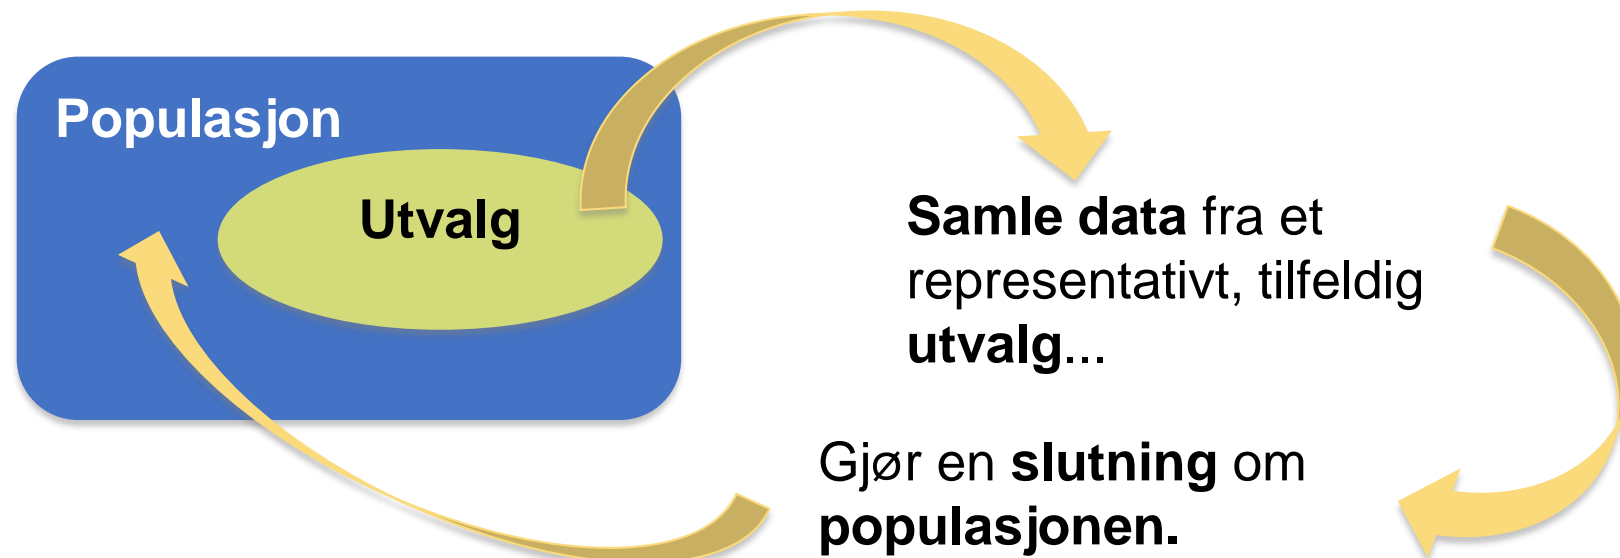 Populasjon
Utvalg
Samle data fra et
representativt, tilfeldig
utvalg...
Gjør en slutning om
populasjonen.